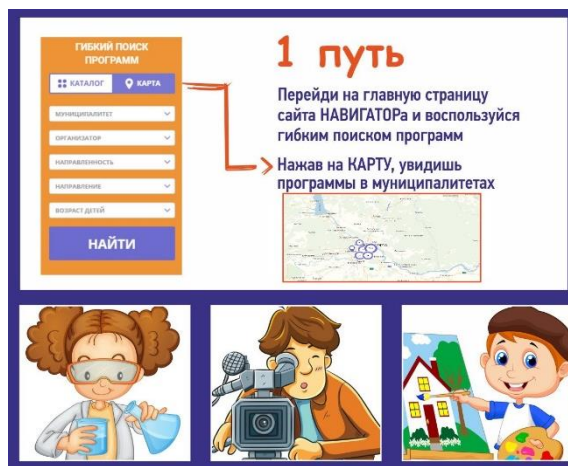 ГИБКИЙ ПОИСК
ПРОГРАММ
КАТАЛОГ
КАРТА
МУНИЦИПАЛИТЕТ
ОРГАНИЗАТОР
НАПРАВЛЕННОСТЬ
НАПРАВЛЕНИЕ
ВОЗРАСТ ДЕТЕЙ
НАЙТИ
1 путь
Перейди на главную страницу
сайта НАВИГАТОРа и воспользуйся
гибким поиском программ
Нажав на КАРТУ, увидишь
программы в муниципалитетах